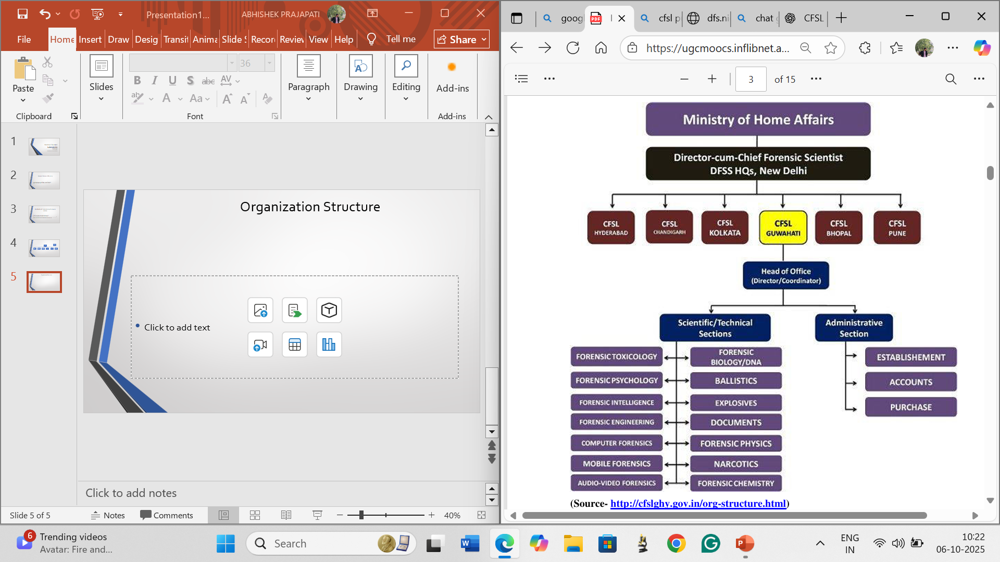 Presentation1...
ABHISHEK PRAJAPATI
File
Home
Insert
Draw
Desig
Transit
Anima
Slide S
Recor
Review
View
Help
Tell me
Share
Paste
Clipboard
Slides
36
Font
Paragraph
Drawing
Editing
Add-ins
Add-ins
1
2
3
4
5
Organization Structure
• Click to add text
Click to add notes
Slide 5 of 5
Notes
Comments
40%
goog
PDF
cfsl p
dfs.ni
chat g
CFSL
https://ugcmoocs.inflibnet.a...
3 of 15
Ministry of Home Affairs
Director-cum-Chief Forensic Scientist
DFSS HQs, New Delhi
CFSL
HYDERABAD
CFSL
CHANDIGARH
CFSL
KOLKATA
CFSL
GUWAHATI
CFSL
BHOPAL
CFSL
PUNE
Head of Office
(Director/Coordinator)
Scientific/Technical
Sections
Administrative
Section
FORENSIC TOXICOLOGY
FORENSIC
BIOLOGY/DNA
FORENSIC PSYCHOLOGY
BALLISTICS
FORENSIC INTELLIGENCE
EXPLOSIVES
FORENSIC ENGINEERING
DOCUMENTS
COMPUTER FORENSICS
FORENSIC PHYSICS
MOBILE FORENSICS
NARCOTICS
AUDIO-VIDEO FORENSICS
FORENSIC CHEMISTRY
ESTABLISHEMENT
ACCOUNTS
PURCHASE
(Source- http://cfslghy.gov.in/org-structure.html)
6
Trending videos
Avatar: Fire and...
Search
ENG
IN
10:22
06-10-2025